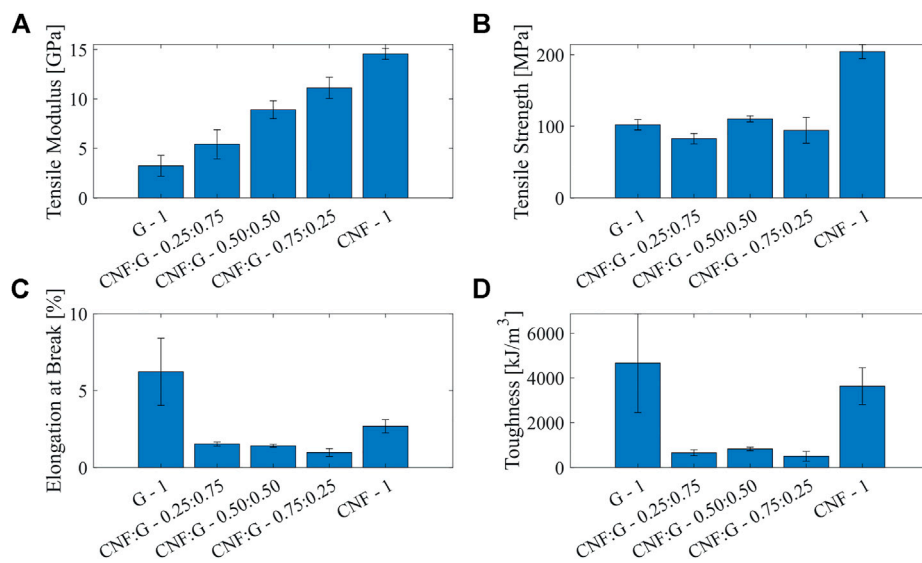 A
Tensile Modulus [GPa]
15
10
5
0
G - 1
CNF:G - 0.25:0.75
CNF:G - 0.50:0.50
CNF:G - 0.75:0.25
CNF - 1
B
Tensile Strength [MPa]
200
100
0
G - 1
CNF:G - 0.25:0.75
CNF:G - 0.50:0.50
CNF:G - 0.75:0.25
CNF - 1
C
Elongation at Break [%]
10
5
0
G - 1
CNF:G - 0.25:0.75
CNF:G - 0.50:0.50
CNF:G - 0.75:0.25
CNF - 1
D
Toughness [kJ/m³]
6000
4000
2000
0
G - 1
CNF:G - 0.25:0.75
CNF:G - 0.50:0.50
CNF:G - 0.75:0.25
CNF - 1